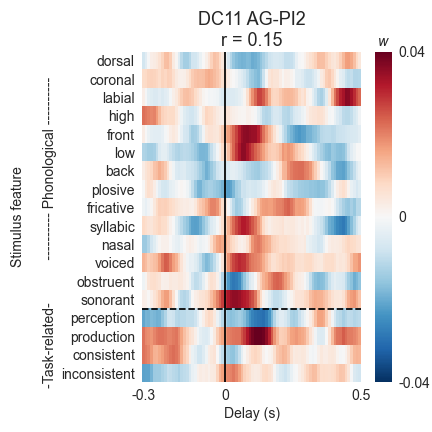 DC11 AG-PI2
r = 0.15
w
Stimulus feature
---------- Phonological ----------
-Task-related-
dorsal
coronal
labial
high
front
low
back
plosive
fricative
syllabic
nasal
voiced
obstruent
sonorant
perception
production
consistent
inconsistent
0.04
0
-0.04
-0.3
0
0.5
Delay (s)